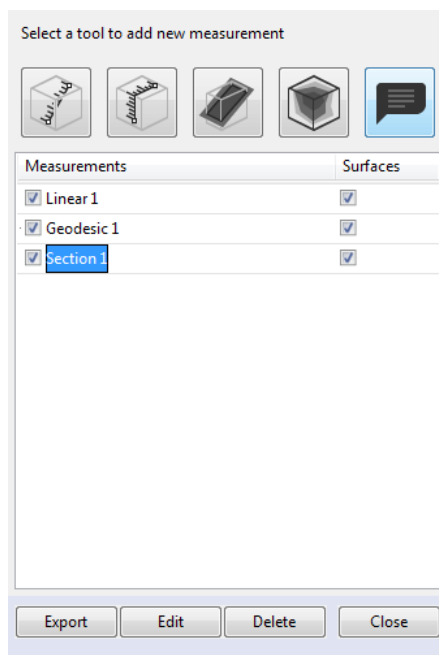 Select a tool to add new measurement
Measurements Surfaces
Linear 1
Geodesic 1
Section 1
Export Edit Delete Close